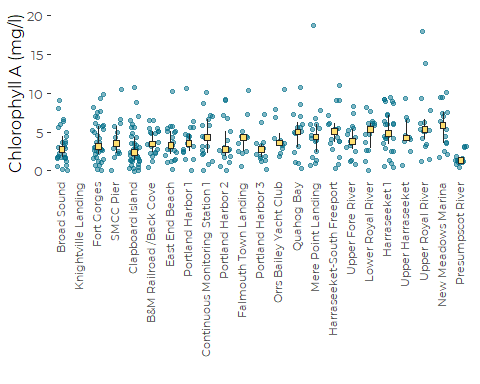 Chlorophyll A (mg/l)
20
15
10
5
0
Broad Sound
Knightville Landing
Fort Gorges
SMCC Pier
Clapboard Island
B&M Railroad/Back Cove
East End Beach
Portland Harbor 1
Continuous Monitoring Station 1
Portland Harbor 2
Falmouth Town Landing
Portland Harbor 3
Orrs Bailey Yacht Club
Quahog Bay
Mere Point Landing
Harraseeket-South Freeport
Upper Fore River
Lower Royal River
Harraseeket 1
Upper Harraseeket
Upper Royal River
New Meadows Marina
Presumpscot River